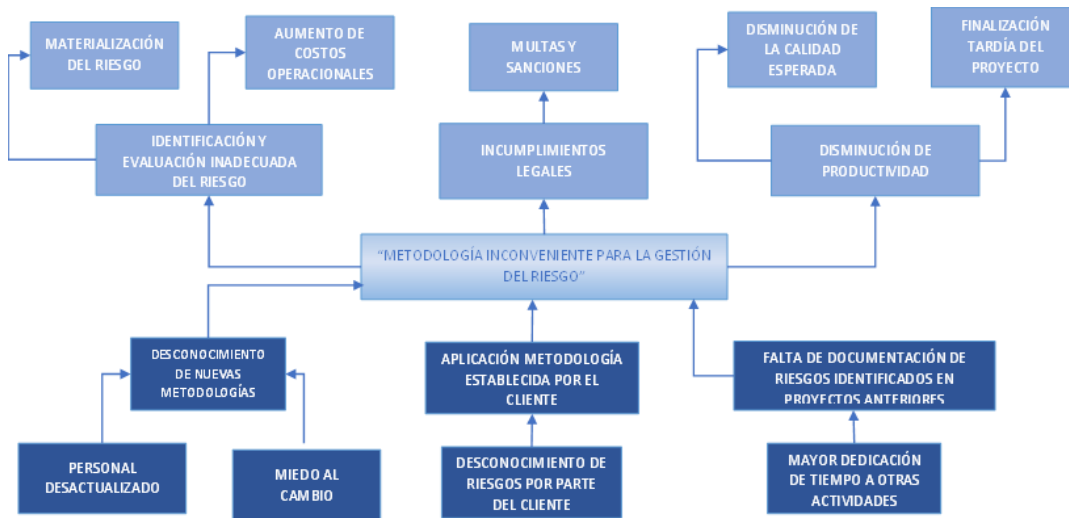 MATERIALIZACIÓN
DEL RIESGO
AUMENTO DE
COSTOS
OPERACIONALES
MULTAS Y
SANCIONES
DISMINUCIÓN DE
LA CALIDAD
ESPERADA
FINALIZACIÓN
TARDÍA DEL
PROYECTO
IDENTIFICACIÓN Y
EVALUACIÓN INADECUADA
DEL RIESGO
INCUMPLIMIENTOS
LEGALES
DISMINUCIÓN DE
PRODUCTIVIDAD
“METODOLOGÍA INCONVENIENTE PARA LA GESTIÓN
DEL RIESGO”
DESCONOCIMIENTO
DE NUEVAS
METODOLOGÍAS
APLICACIÓN METODOLOGÍA
ESTABLECIDA POR EL
CLIENTE
FALTA DE DOCUMENTACIÓN DE
RIESGOS IDENTIFICADOS EN
PROYECTOS ANTERIORES
PERSONAL
DESACTUALIZADO
MIEDO AL
CAMBIO
DESCONOCIMIENTO DE
RIESGOS POR PARTE
DEL CLIENTE
MAYOR DEDICACIÓN
DE TIEMPO A OTRAS
ACTIVIDADES